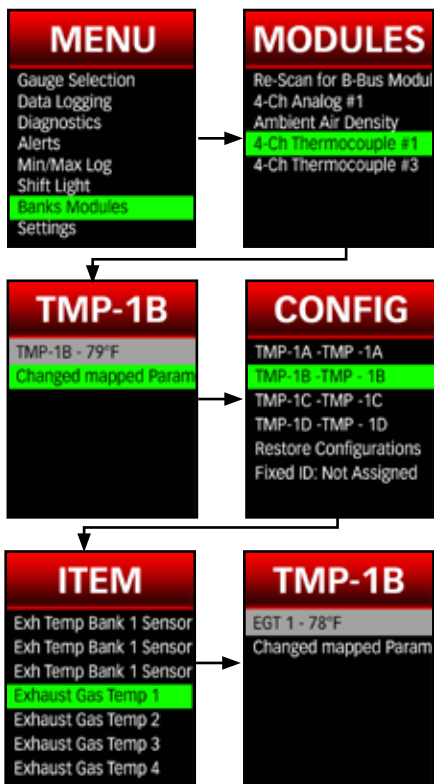 MENU
Gauge Selection
Data Logging
Diagnostics
Alerts
Min/Max Log
Shift Light
Banks Modules
Settings
MODULES
Re-Scan for B-Bus Modul
4-Ch Analog #1
Ambient Air Density
4-Ch Thermocouple #1
4-Ch Thermocouple #3
TMP-1B
TMP-1B - 79°F
Changed mapped Param
CONFIG
TMP-1A -TMP -1A
TMP-1B -TMP - 1B
TMP-1C -TMP -1C
TMP-1D -TMP - 1D
Restore Configurations
Fixed ID: Not Assigned
ITEM
Exh Temp Bank 1 Sensor
Exh Temp Bank 1 Sensor
Exh Temp Bank 1 Sensor
Exhaust Gas Temp 1
Exhaust Gas Temp 2
Exhaust Gas Temp 3
Exhaust Gas Temp 4
TMP-1B
EGT 1 - 78°F
Changed mapped Param